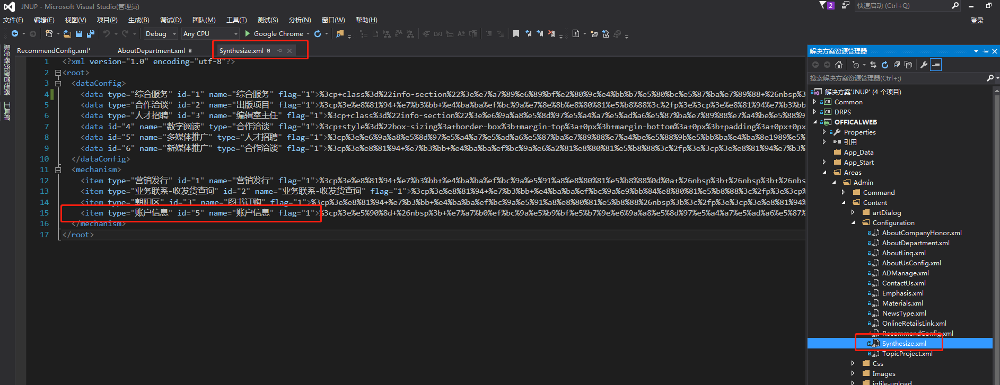 JNUP - Microsoft Visual Studio(管理员)
2
快速启动 (Ctrl+Q)
文件(F) 编辑(E) 视图(V) 项目(P) 生成(B) 调试(D) 团队(M) 工具(T) 测试(S) 分析(N) 窗口(W) 帮助(H)
登录
Debug Any CPU Google Chrome
服务器资源管理器
工具箱
RecommendConfig.xml* AboutDepartment.xml Synthesize.xml
1 <?xml version="1.0" encoding="utf-8"?>
2 <root>
3 <dataConfig>
4 <data type="综合服务" id="1" name="综合服务" flag="1">%3cp+class%3d%22info-section%22%3e%e7%a7%89%e6%89%bf%e2%80%9c%e4%bb%b7%e5%80%bc%e5%87%ba%e7%89%88+%26nbsp%3
5 <data type="合作洽谈" id="2" name="出版项目" flag="1">%3cp%3e%e8%81%94+%e7%b3%bb+%e4%ba%ba%ef%bc%9a%e7%8e%8b%e8%80%81%e5%b8%88%3c%2fp%3e%3cp%3e%e8%81%94%e7%b3%bb
6 <data type="人才招聘" id="3" name="编辑室主任" flag="1">%3cp+class%3d%22info-section%22%3e%e6%9a%a8%e5%8d%97%e5%a4%a7%e5%ad%a6%e5%87%ba%e7%89%88%e7%a4%be%e5%88%9
7 <data id="4" name="数字阅读" type="合作洽谈" flag="1">%3cp+style%3d%22box-sizing%3a+border-box%3b+margin-top%3a+0px%3b+margin-bottom%3a+0px%3b+padding%3a+0px+0px
8 <data id="5" name="多媒体推广" type="人才招聘" flag="1">%3cp%3e%e6%9a%a8%e5%8d%97%e5%a4%a7%e5%ad%a6%e5%87%ba%e7%89%88%e7%a4%be%e5%88%9b%e5%bb%ba%e4%ba%8e1989%e5%
9 <data id="6" name="新媒体推广" type="合作洽谈" flag="1">%3cp%3e%e8%81%94+%e7%b3%bb+%e4%ba%ba%ef%bc%9a%e6%a2%81%e8%80%81%e5%b8%88%3c%2fp%3e%3cp%3e%e8%81%94%e7%b3%
10 </dataConfig>
11 <mechanism>
12 <item type="营销发行" id="1" name="营销发行" flag="1">%3cp%3e%e8%81%94+%e7%b3%bb+%e4%ba%ba%ef%bc%9a%e5%91%a8%e8%80%81%e5%b8%88%0d%0a+%26nbsp%3b+%26nbsp%3b+%26nbs
13 <item type="业务联系-收发货查询" id="2" name="业务联系-收发货查询" flag="1">%3cp%3e%e8%81%94+%e7%b3%bb+%e4%ba%ba%ef%bc%9a%e9%bb%84%e8%80%81%e5%b8%88%3c%2fp%3e%3cp
14 <item type="朝阳区" id="3" name="图书订购" flag="1">%3cp%3e%e8%81%94+%e7%b3%bb+%e4%ba%ba%ef%bc%9a%e5%91%a8%e8%80%81%e5%b8%88%26nbsp%3b%3c%2fp%3e%3cp%3e%e8%81%94%
15 <item type="账户信息" id="5" name="账户信息" flag="1">%3cp%3e%e5%90%8d+%26nbsp%3b+%e7%a7%b0%ef%bc%9a%e5%b9%bf%e5%b7%9e%e6%9a%a8%e5%8d%97%e5%a4%a7%e5%ad%a6%e5%87%
16 </mechanism>
17 </root>
解决方案资源管理器
搜索解决方案资源管理器(Ctrl+;)
解决方案'JNUP' (4 个项目)
Common
DRPS
OFFICALWEB
Properties
引用
App_Data
App_Start
Areas
Admin
Command
Content
artDialog
Configuration
AboutCompanyHonor.xml
AboutDepartment.xml
AboutLinq.xml
AboutUsConfig.xml
ADManage.xml
ContactUs.xml
Emphasis.xml
Materials.xml
NewsType.xml
OnlineRetailsLink.xml
RecommendConfig.xml
Synthesize.xml
TopicProject.xml
Css
Images
jqfile-upload